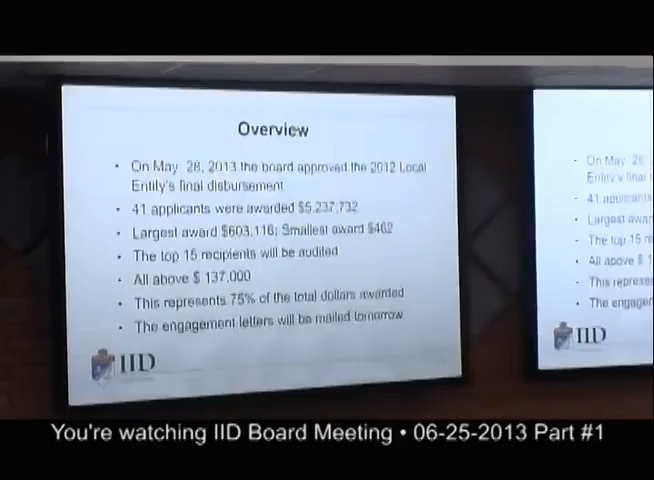 Overview
• On May 28, 2013 the board approved the 2012 Local
Entity's final disbursement
• 41 applicants were awarded $5,237,732
• Largest award $603,116; Smallest award $462
• The top 15 recipients will be audited
• All above $ 137,000
• This represents 75% of the total dollars awarded
• The engagement letters will be mailed tomorrow
IID
- On May 28,
Entity's final
- 41 applicants
Largest awar
- The top 15 re
All above $ 1
This represe
The engagem
IID
You're watching IID Board Meeting • 06-25-2013 Part #1